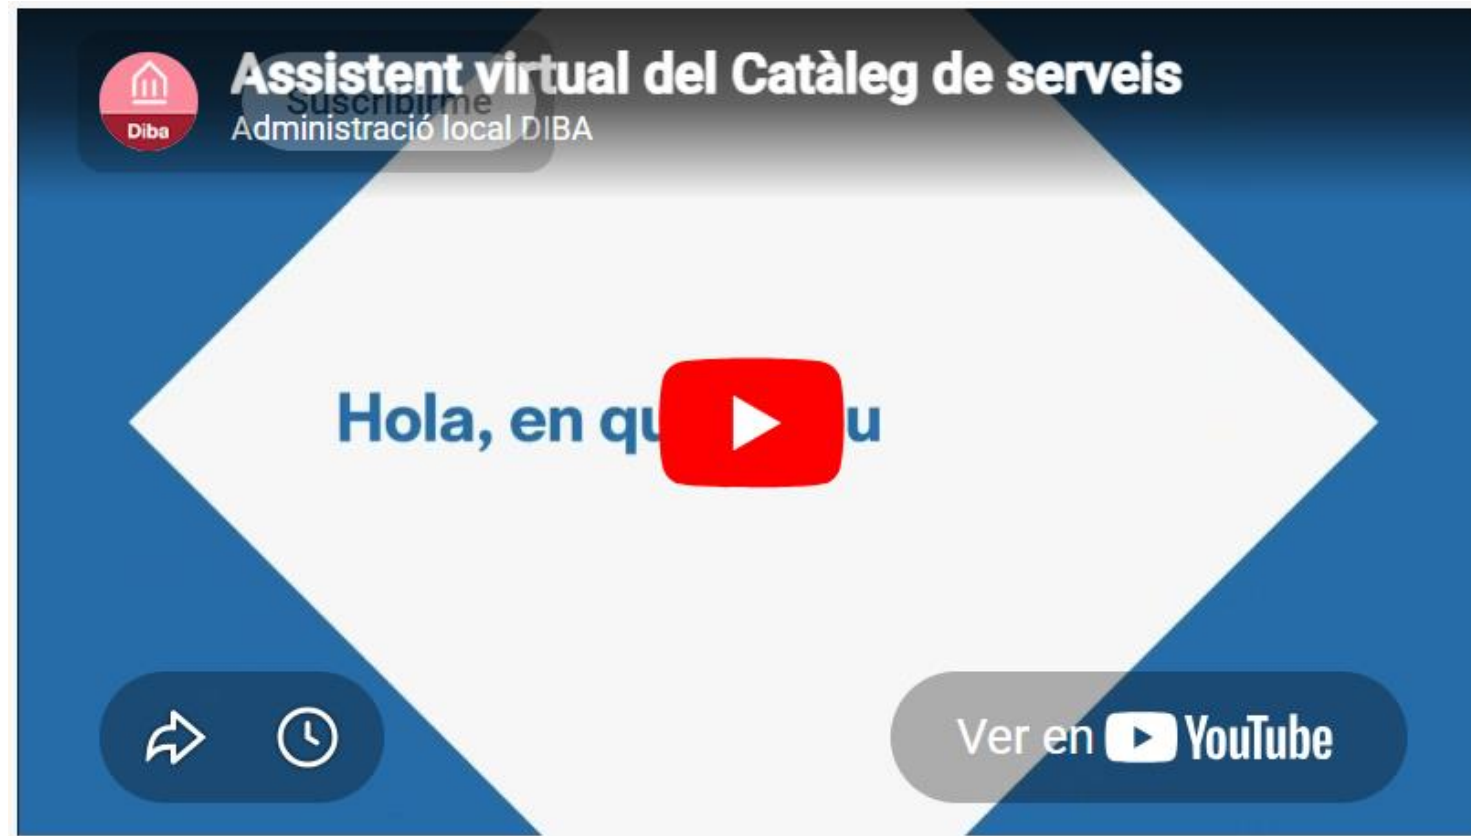 Assistent virtual del Catàleg de serveis
Suscribirme
Diba
Administració local DIBA
Hola, en qu u
Ver en YouTube